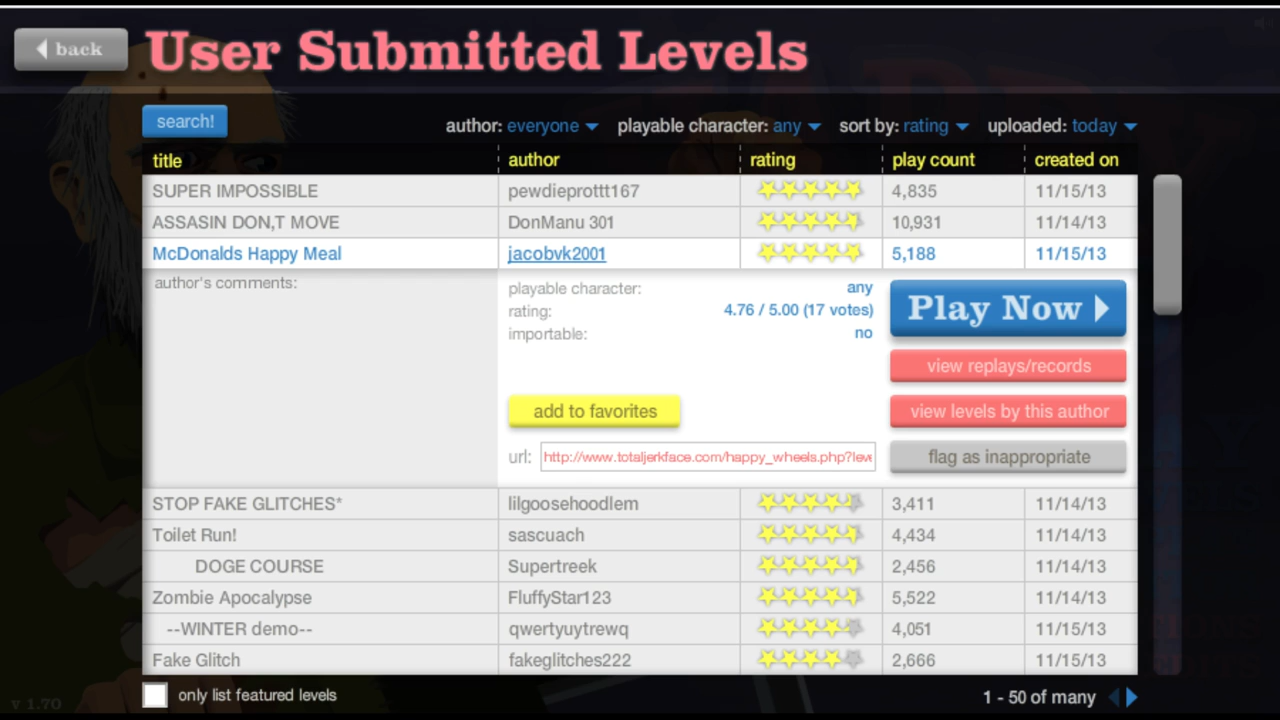 back User Submitted Levels
search!
author: everyone playable character: any sort by: rating uploaded: today
title author rating play count created on
SUPER IMPOSSIBLE pewdieprottt167 4,835 11/15/13
ASSASIN DON,T MOVE DonManu 301 10,931 11/14/13
McDonalds Happy Meal jacobvk2001 5,188 11/15/13
author's comments:
playable character: any
rating: 4.76 / 5.00 (17 votes)
importable: no
Play Now
view replays/records
add to favorites view levels by this author
url: http://www.totaljerkface.com/happy_wheels.php?leve flag as inappropriate
STOP FAKE GLITCHES* lilgoosehoodlem 3,411 11/14/13
Toilet Run! sascuach 4,434 11/14/13
DOGE COURSE Supertreek 2,456 11/14/13
Zombie Apocalypse FluffyStar123 5,522 11/14/13
--WINTER demo-- qwertyuytrewq 4,051 11/15/13
Fake Glitch fakeglitches222 2,666 11/15/13
only list featured levels 1 - 50 of many
v 1.70